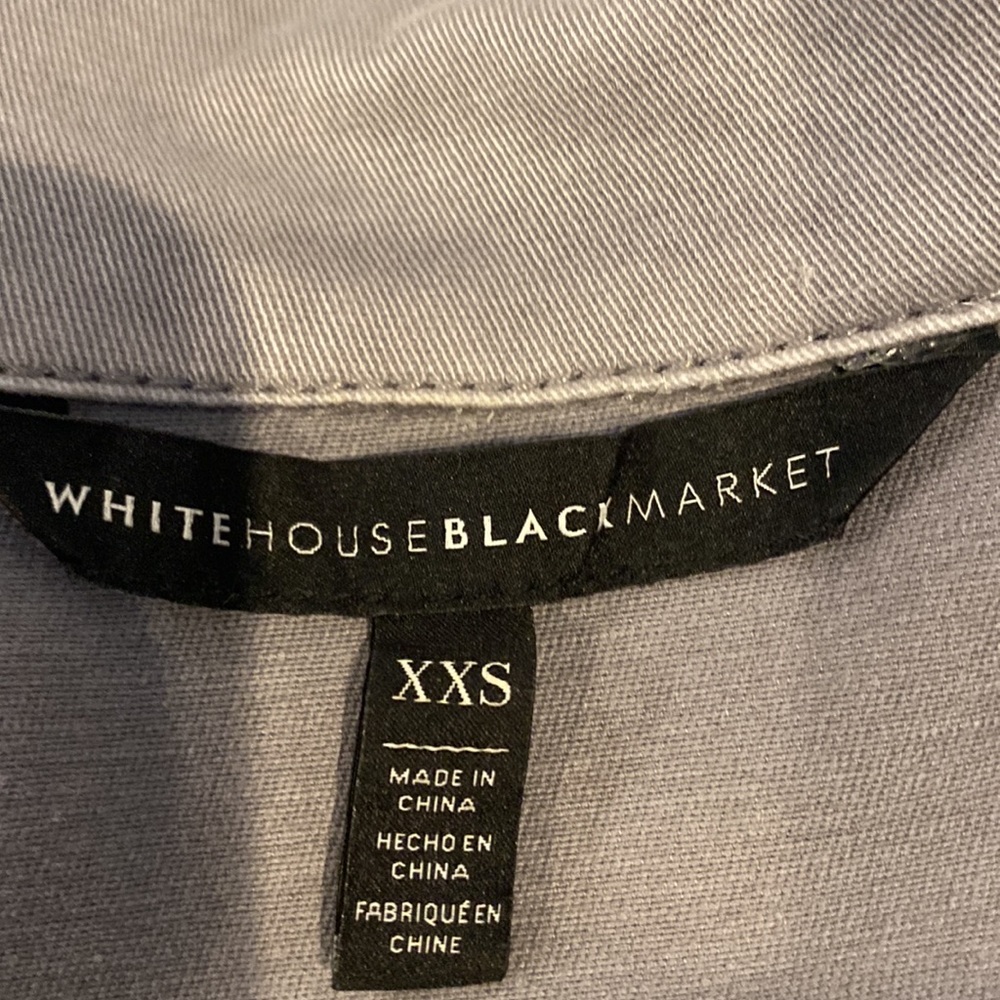 WHITEHOUSEBLACKMARKET
XXS
MADE IN
CHINA
HECHO EN
CHINA
FABRIQUÉ EN
CHINE